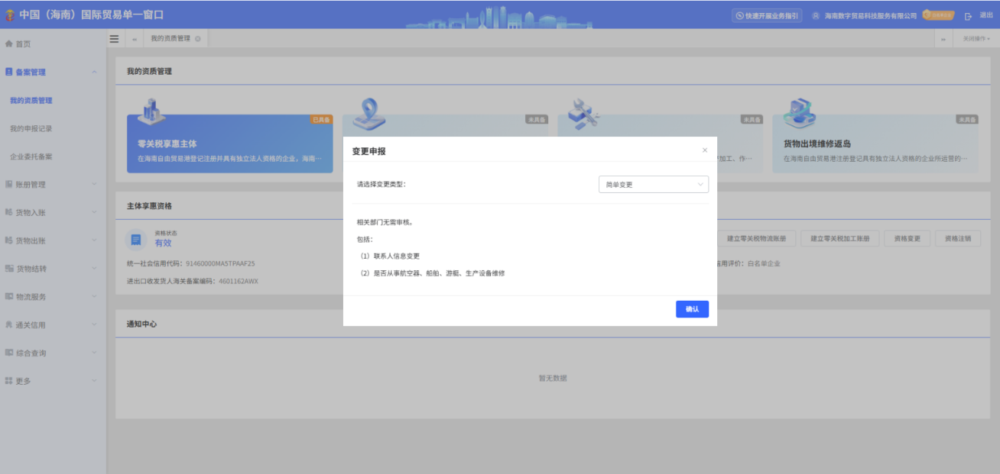 中国（海南）国际贸易单一窗口
快速开展业务指引
海南数字贸易科技服务有限公司
退出
首页
备案管理
我的资质管理
我的申报记录
企业委托备案
账册管理
货物入账
货物出账
货物结转
物流服务
通关信用
综合查询
更多
我的资质管理
关闭操作
我的资质管理
已具备
零关税享惠主体
在海南自由贸易港登记注册并具有独立法人资格的企业，海南…
未具备
未具备
加工、作…
未具备
货物出境维修返岛
在海南自由贸易港注册登记具有独立法人资格的企业所运营的…
主体享惠资格
资格状态
有效
建立零关税物流账册
建立零关税加工账册
资格变更
资格注销
统一社会信用代码：91460000MA5TPAAF25
信用评价：白名单企业
进出口收发货人海关备案编码：4601162AWX
通知中心
暂无数据
变更申报
请选择变更类型：
简单变更
相关部门无需审核。
包括：
（1）联系人信息变更
（2）是否从事航空器、船舶、游艇、生产设备维修
确认